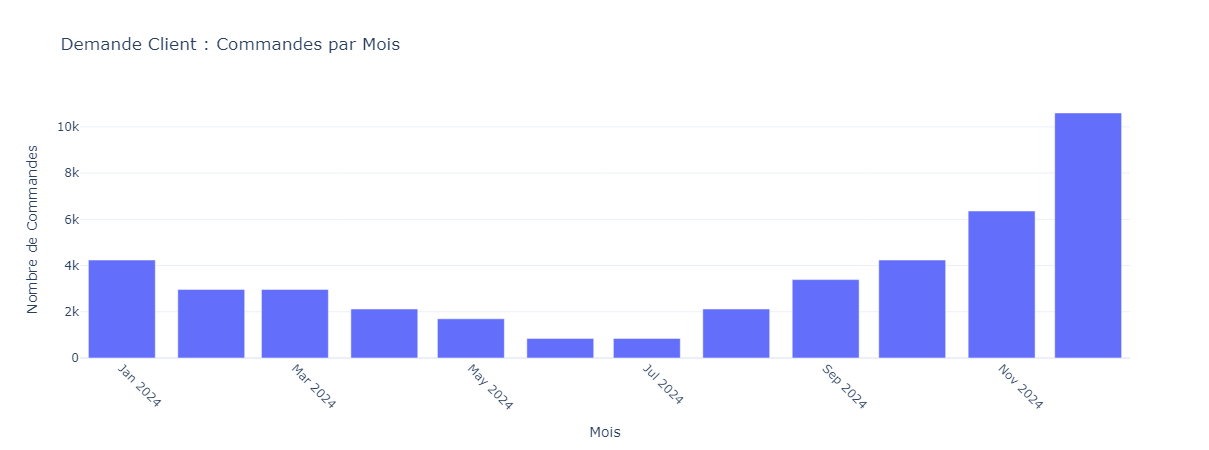 Demande Client : Commandes par Mois
Nombre de Commandes
10k
8k
6k
4k
2k
0
Jan 2024
Mar 2024
May 2024
Jul 2024
Sep 2024
Nov 2024
Mois